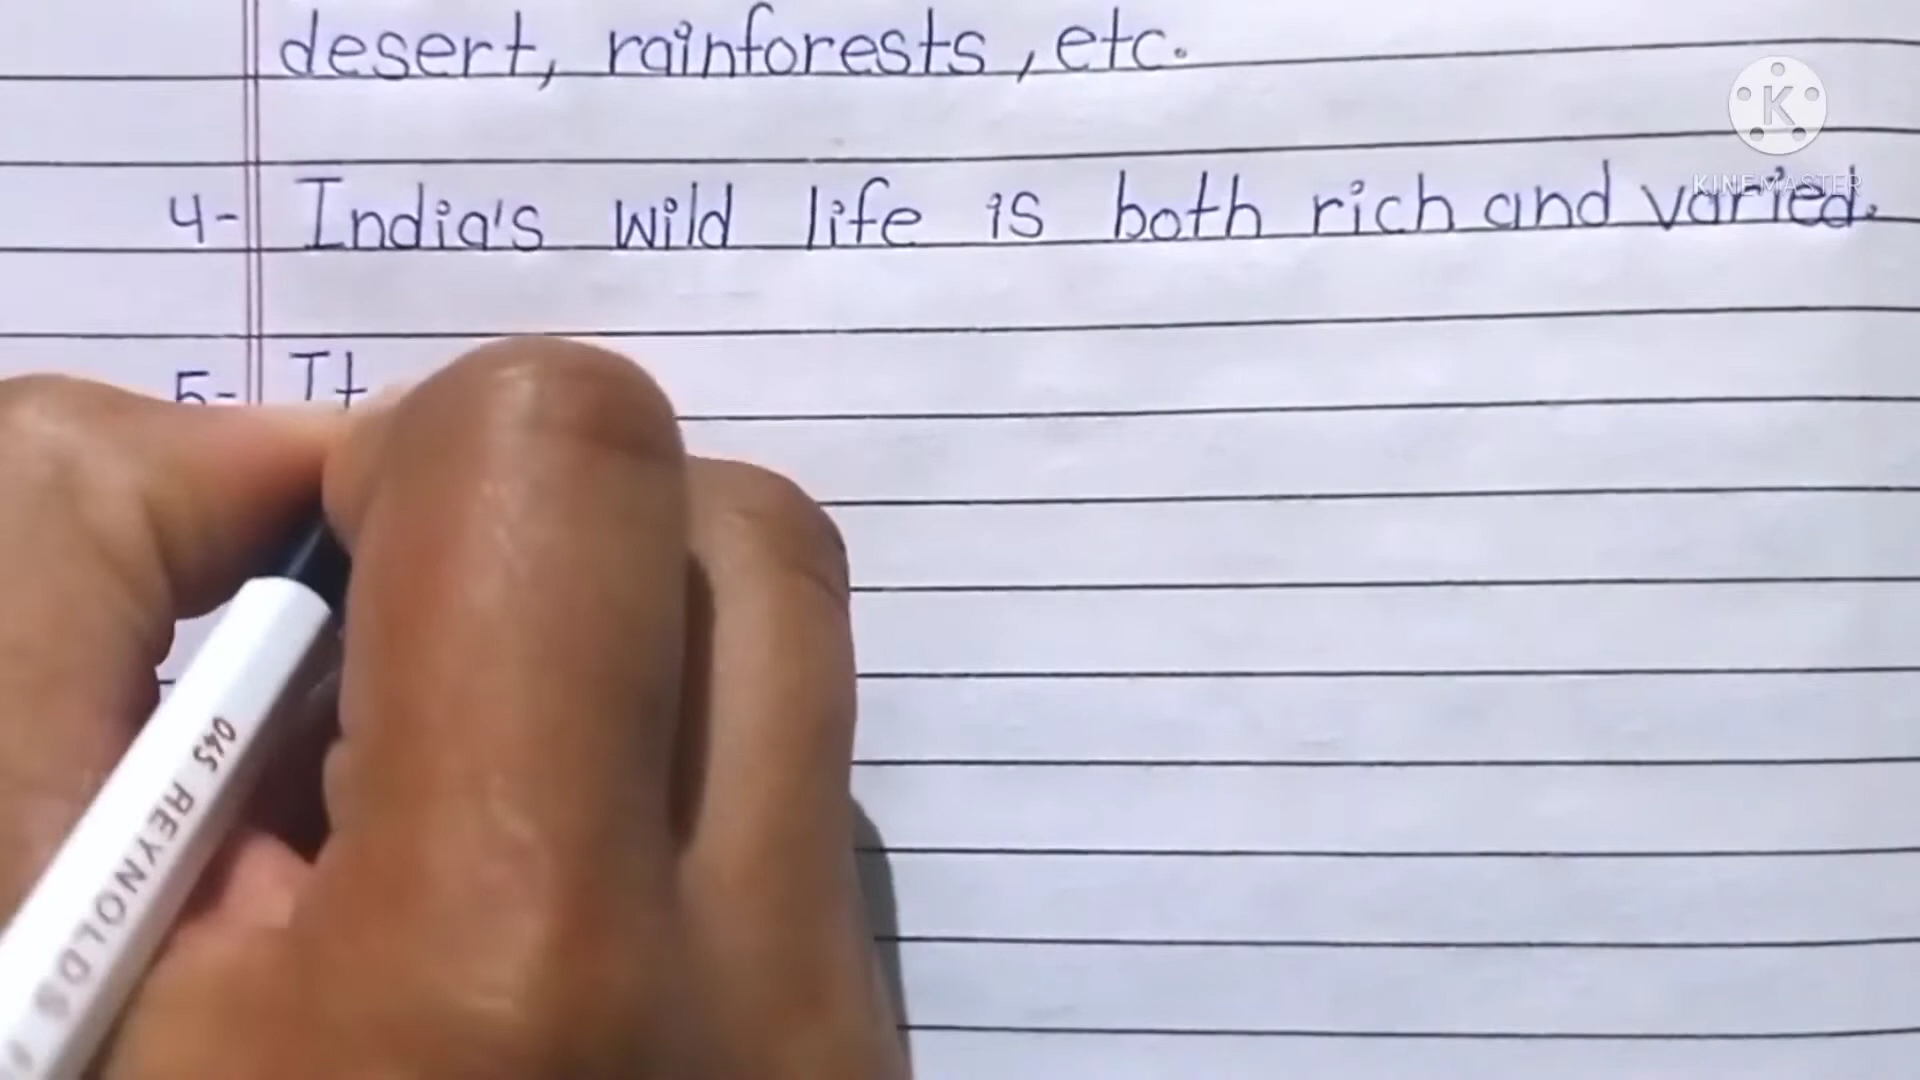 desert, rainforests, etc.
K
KINEMASTER
4- India's wild life is both rich and varied.
5- It
045 REYNOLDS